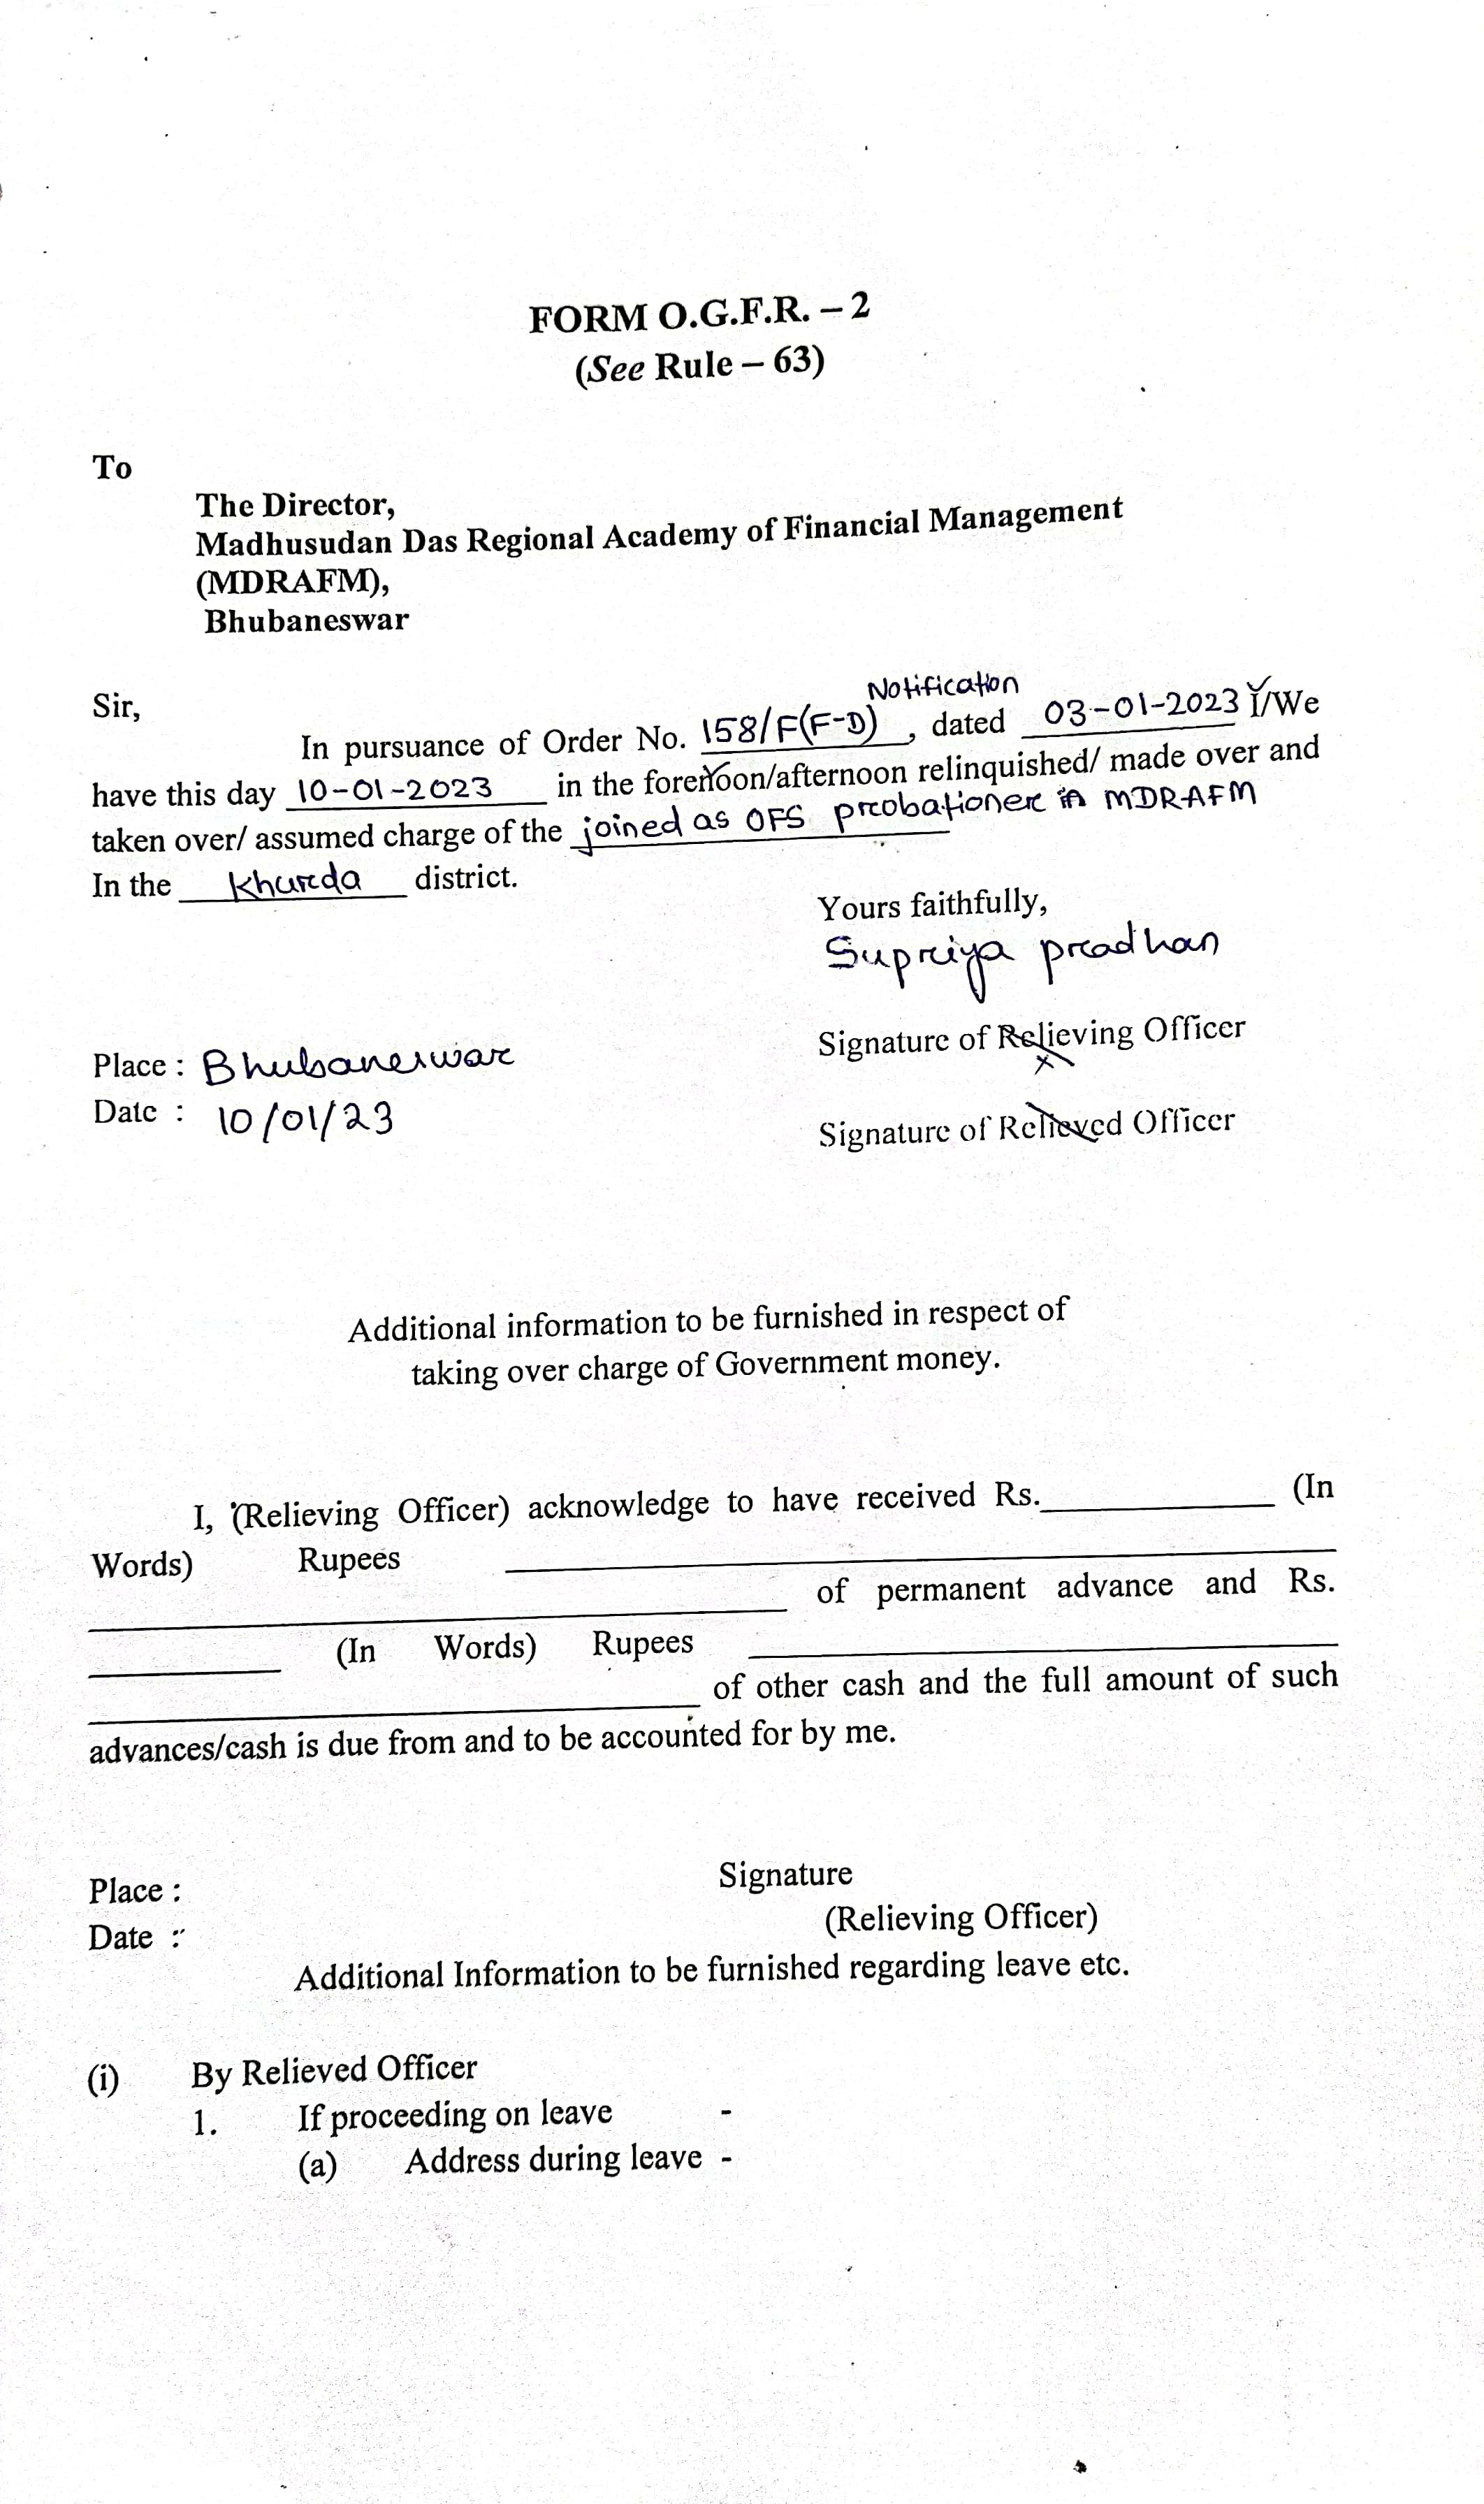 FORM O.G.F.R. – 2
(See Rule – 63)
To
The Director,
Madhusudan Das Regional Academy of Financial Management
(MDRAFM),
Bhubaneswar
Notification
Sir,
In pursuance of Order No. 158/F(F-D), dated 03-01-2023 I/We
have this day 10-01-2023 in the forenoon/afternoon relinquished/ made over and
taken over/ assumed charge of the joined as OFS probationer in MDRAFM
In the Khurda district.
Yours faithfully,
Supriya pradhan
Signature of Relieving Officer
Place : Bhubaneswar
Date : 10/01/23
Signature of Relieved Officer
Additional information to be furnished in respect of
taking over charge of Government money.
I, (Relieving Officer) acknowledge to have received Rs.__________ (In
Words) Rupees __________
__________ of permanent advance and Rs.
__________ (In Words) Rupees __________
__________ of other cash and the full amount of such
advances/cash is due from and to be accounted for by me.
Signature
Place :
(Relieving Officer)
Date :
Additional Information to be furnished regarding leave etc.
(i) By Relieved Officer
1. If proceeding on leave -
(a) Address during leave -